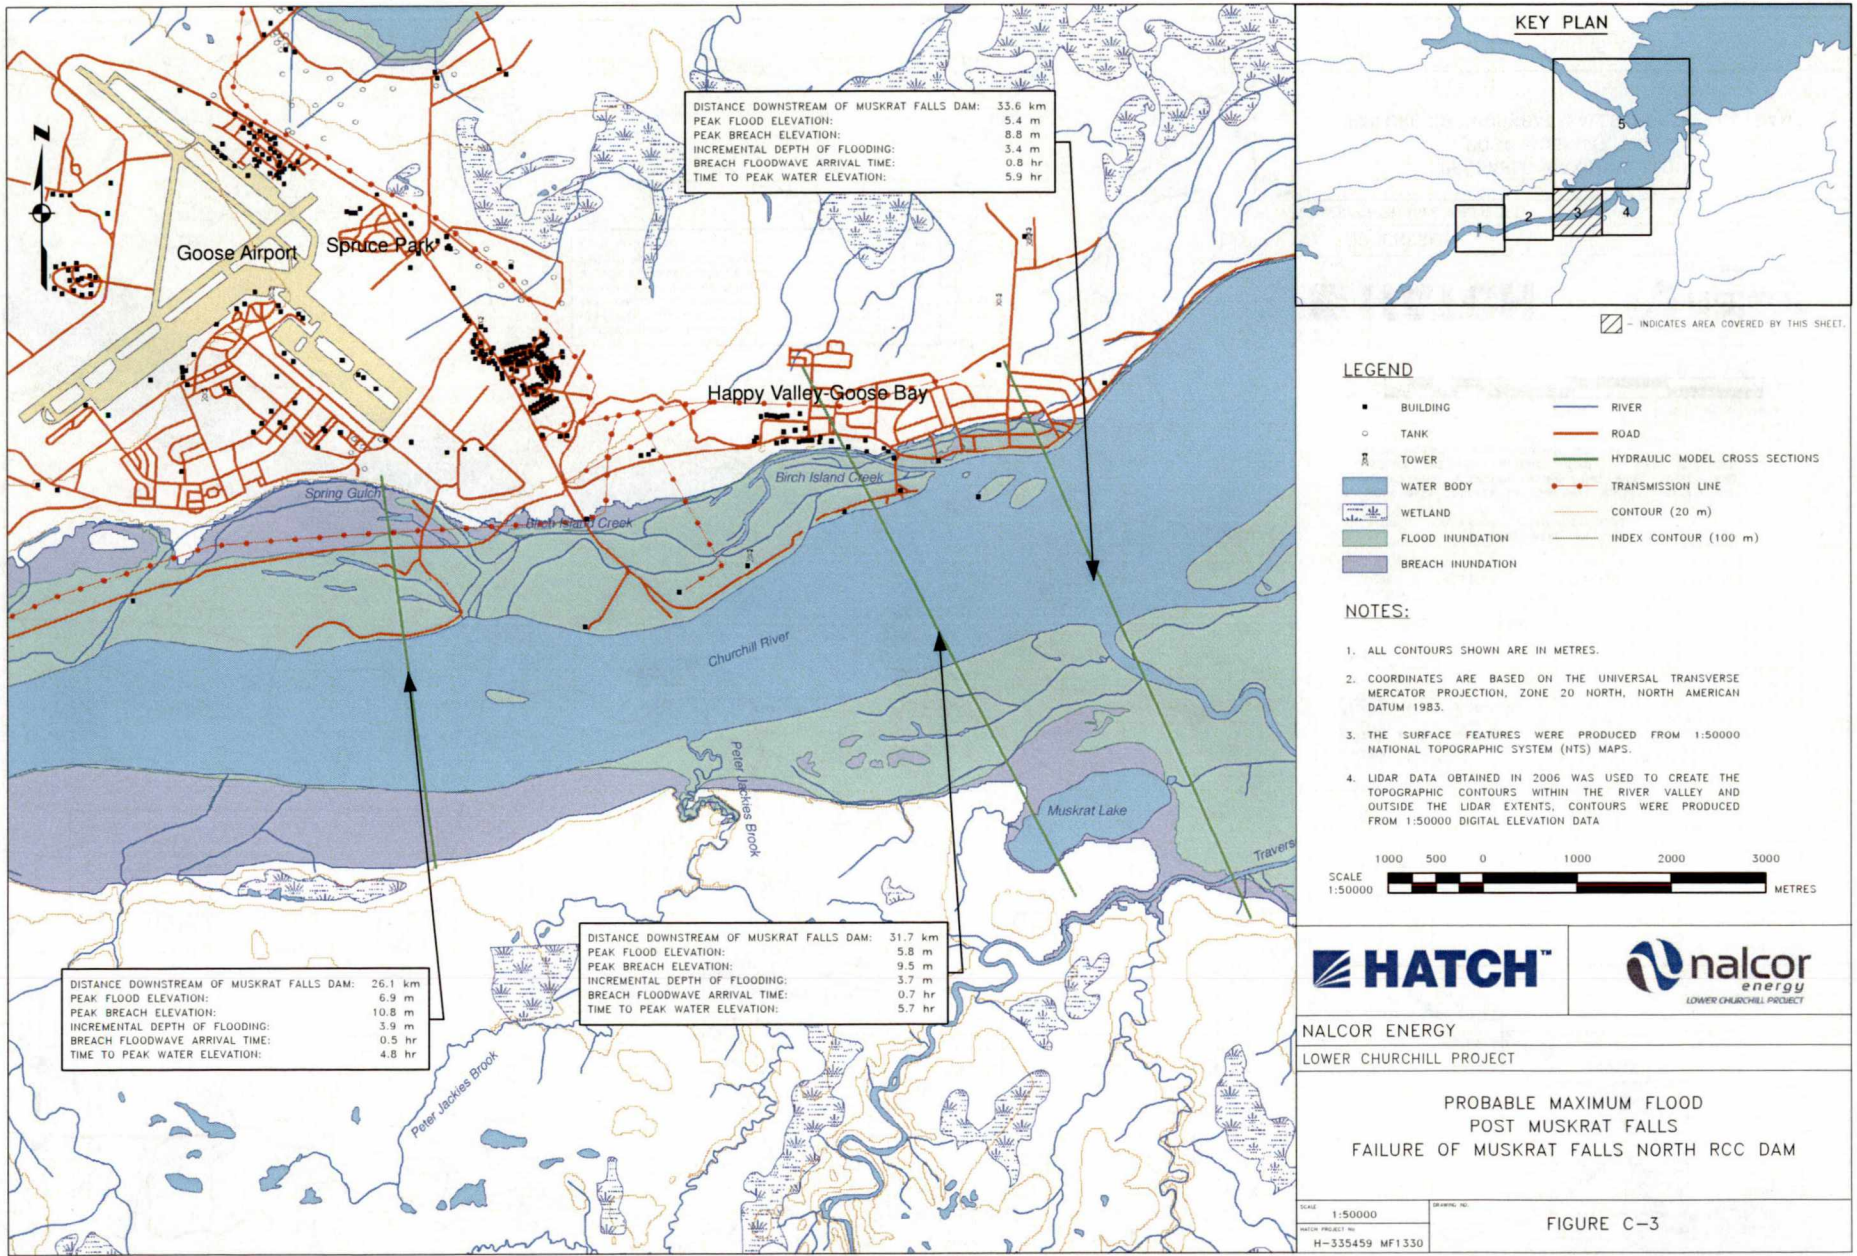 KEY PLAN
5
4
3
2
1
– INDICATES AREA COVERED BY THIS SHEET.
DISTANCE DOWNSTREAM OF MUSKRAT FALLS DAM: 33.6 km
PEAK FLOOD ELEVATION: 5.4 m
PEAK BREACH ELEVATION: 8.8 m
INCREMENTAL DEPTH OF FLOODING: 3.4 m
BREACH FLOODWAVE ARRIVAL TIME: 0.8 hr
TIME TO PEAK WATER ELEVATION: 5.9 hr
N
Goose Airport
Spruce Park
Happy Valley-Goose Bay
Spring Gulch
Birch Island Creek
Birch Island Creek
Churchill River
Peter Jackies Brook
Muskrat Lake
Travers
Peter Jackies Brook
DISTANCE DOWNSTREAM OF MUSKRAT FALLS DAM: 31.7 km
PEAK FLOOD ELEVATION: 5.8 m
PEAK BREACH ELEVATION: 9.5 m
INCREMENTAL DEPTH OF FLOODING: 3.7 m
BREACH FLOODWAVE ARRIVAL TIME: 0.7 hr
TIME TO PEAK WATER ELEVATION: 5.7 hr
DISTANCE DOWNSTREAM OF MUSKRAT FALLS DAM: 26.1 km
PEAK FLOOD ELEVATION: 6.9 m
PEAK BREACH ELEVATION: 10.8 m
INCREMENTAL DEPTH OF FLOODING: 3.9 m
BREACH FLOODWAVE ARRIVAL TIME: 0.5 hr
TIME TO PEAK WATER ELEVATION: 4.8 hr
LEGEND
BUILDING
TANK
TOWER
WATER BODY
WETLAND
FLOOD INUNDATION
BREACH INUNDATION
RIVER
ROAD
HYDRAULIC MODEL CROSS SECTIONS
TRANSMISSION LINE
CONTOUR (20 m)
INDEX CONTOUR (100 m)
NOTES:
1. ALL CONTOURS SHOWN ARE IN METRES.
2. COORDINATES ARE BASED ON THE UNIVERSAL TRANSVERSE
MERCATOR PROJECTION, ZONE 20 NORTH, NORTH AMERICAN
DATUM 1983.
3. THE SURFACE FEATURES WERE PRODUCED FROM 1:50000
NATIONAL TOPOGRAPHIC SYSTEM (NTS) MAPS.
4. LIDAR DATA OBTAINED IN 2006 WAS USED TO CREATE THE
TOPOGRAPHIC CONTOURS WITHIN THE RIVER VALLEY AND
OUTSIDE THE LIDAR EXTENTS, CONTOURS WERE PRODUCED
FROM 1:50000 DIGITAL ELEVATION DATA
1000 500 0 1000 2000 3000
SCALE
1:50000
METRES
HATCH™
nalcor
energy
LOWER CHURCHILL PROJECT
NALCOR ENERGY
LOWER CHURCHILL PROJECT
PROBABLE MAXIMUM FLOOD
POST MUSKRAT FALLS
FAILURE OF MUSKRAT FALLS NORTH RCC DAM
SCALE
1:50000
DRAWING NO.
FIGURE C-3
HATCH PROJECT No
H-335459 MF1330